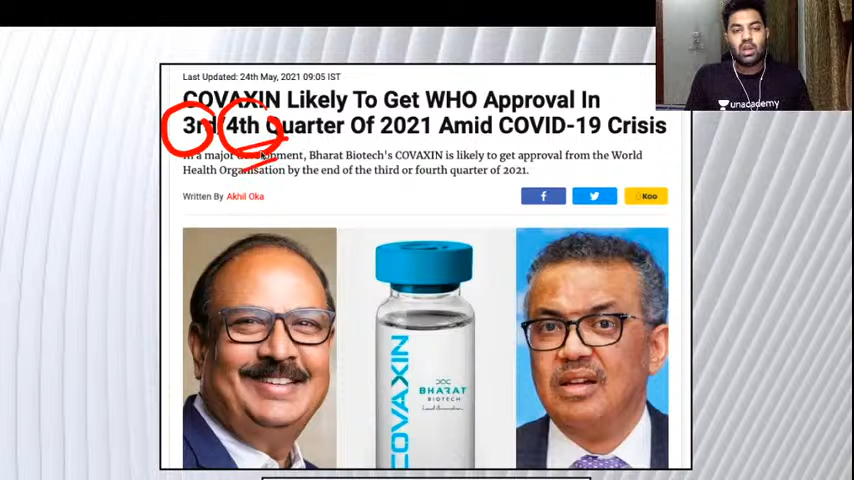 Last Updated: 24th May, 2021 09:05 IST
COVAXIN Likely To Get WHO Approval In
3rd/4th Quarter Of 2021 Amid COVID-19 Crisis
In a major development, Bharat Biotech's COVAXIN is likely to get approval from the World
Health Organisation by the end of the third or fourth quarter of 2021.
Written By Akhil Oka
f
Koo
unacademy
COVAXIN
BHARAT
BIOTECH